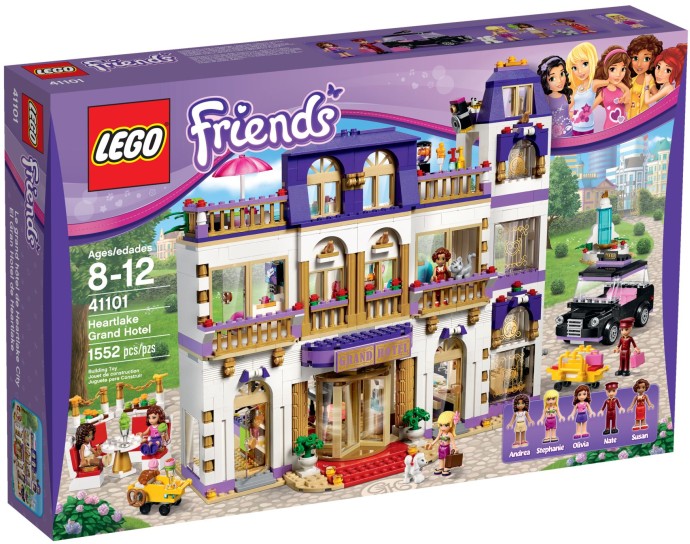 LEGO
Friends
Ages/edades
8-12
41101
Heartlake
Grand Hotel
1552 pcs/pzs
Building Toy
Jouet de construction
Juguete para Construir
GRAND HOTEL
Andrea
Stephanie
Olivia
Nate
Susan
LEGO
41101
LEGO
Friends
Le grand hôtel de Heartlake City
El Gran Hotel de Heartlake